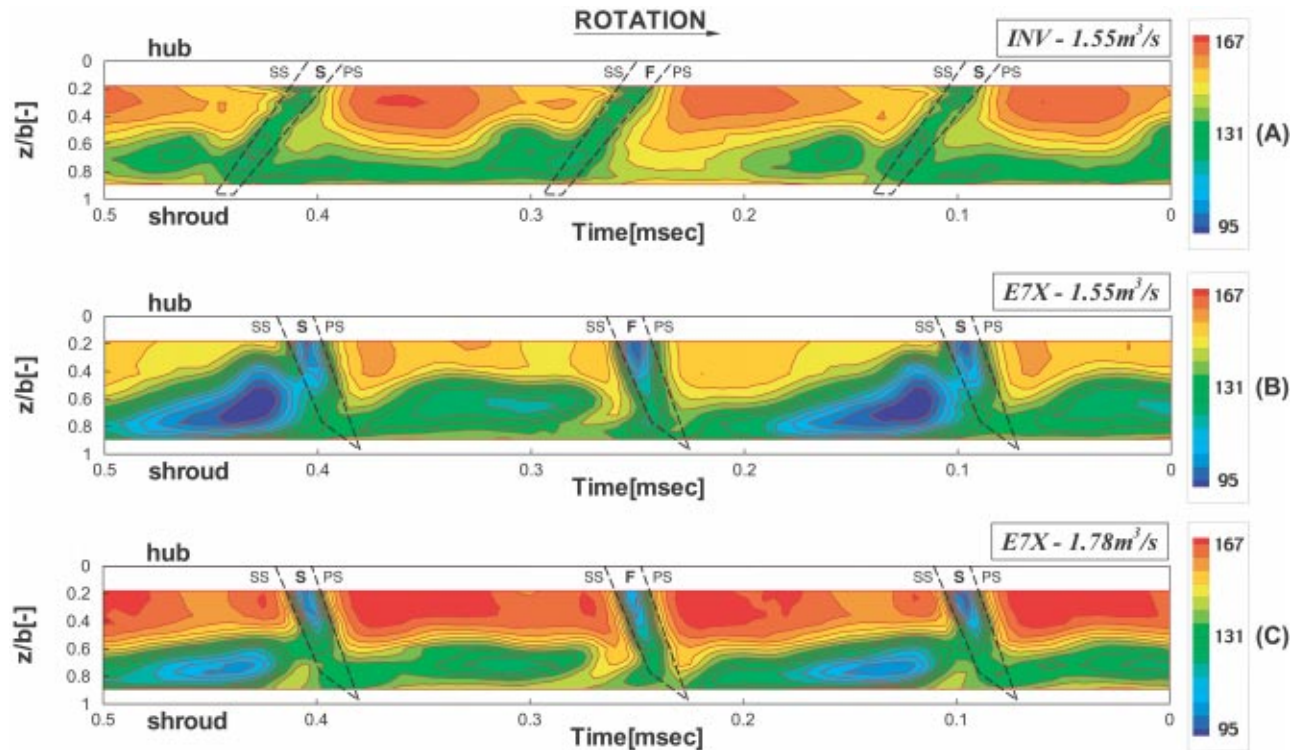 ROTATION
hub
INV - 1.55m³/s
SS S PS SS F PS SS S PS
z/b[-]
0
0.2
0.4
0.6
0.8
1
167
131
95
(A)
0.5 0.4 0.3 0.2 0.1 0
shroud
Time[msec]
hub
E7X - 1.55m³/s
SS S PS SS F PS SS S PS
z/b[-]
0
0.2
0.4
0.6
0.8
1
167
131
95
(B)
0.5 0.4 0.3 0.2 0.1 0
shroud
Time[msec]
hub
E7X - 1.78m³/s
SS S PS SS F PS SS S PS
z/b[-]
0
0.2
0.4
0.6
0.8
1
167
131
95
(C)
0.5 0.4 0.3 0.2 0.1 0
shroud
Time[msec]